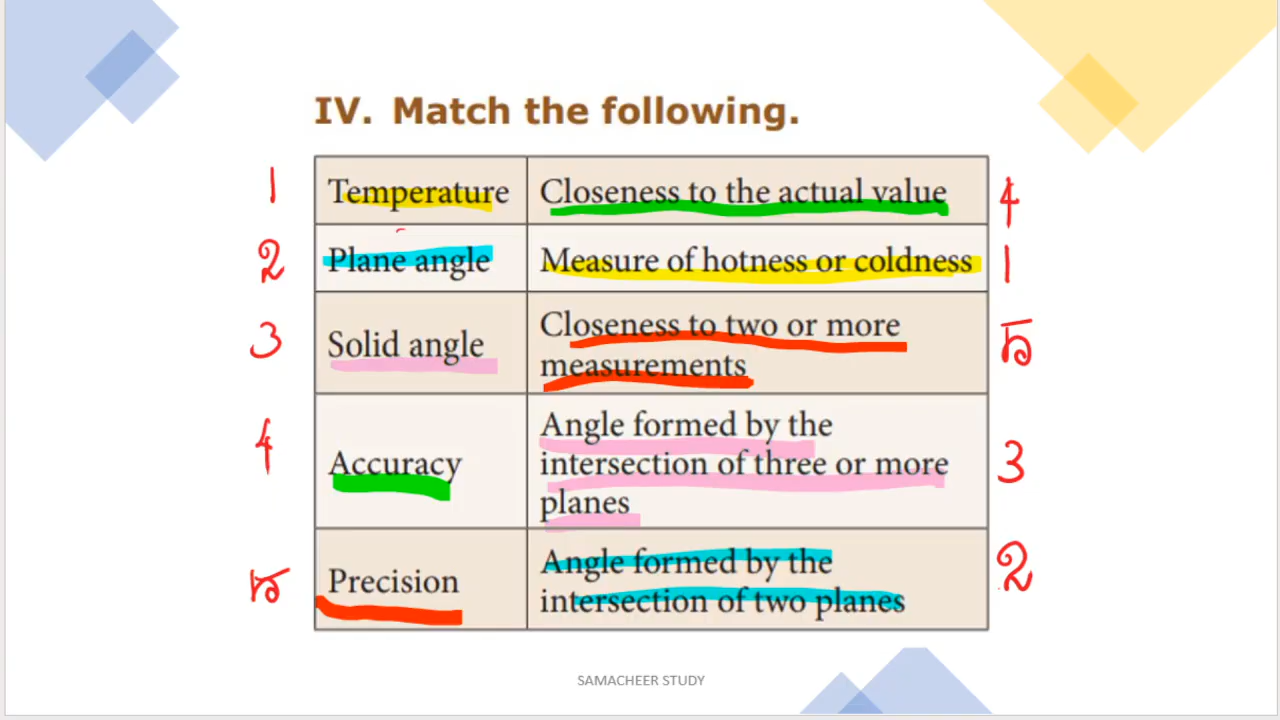 IV. Match the following.
1 Temperature Closeness to the actual value 4
2 Plane angle Measure of hotness or coldness 1
3 Solid angle Closeness to two or more
measurements 5
4 Accuracy Angle formed by the
intersection of three or more
planes 3
5 Precision Angle formed by the
intersection of two planes 2
SAMACHEER STUDY